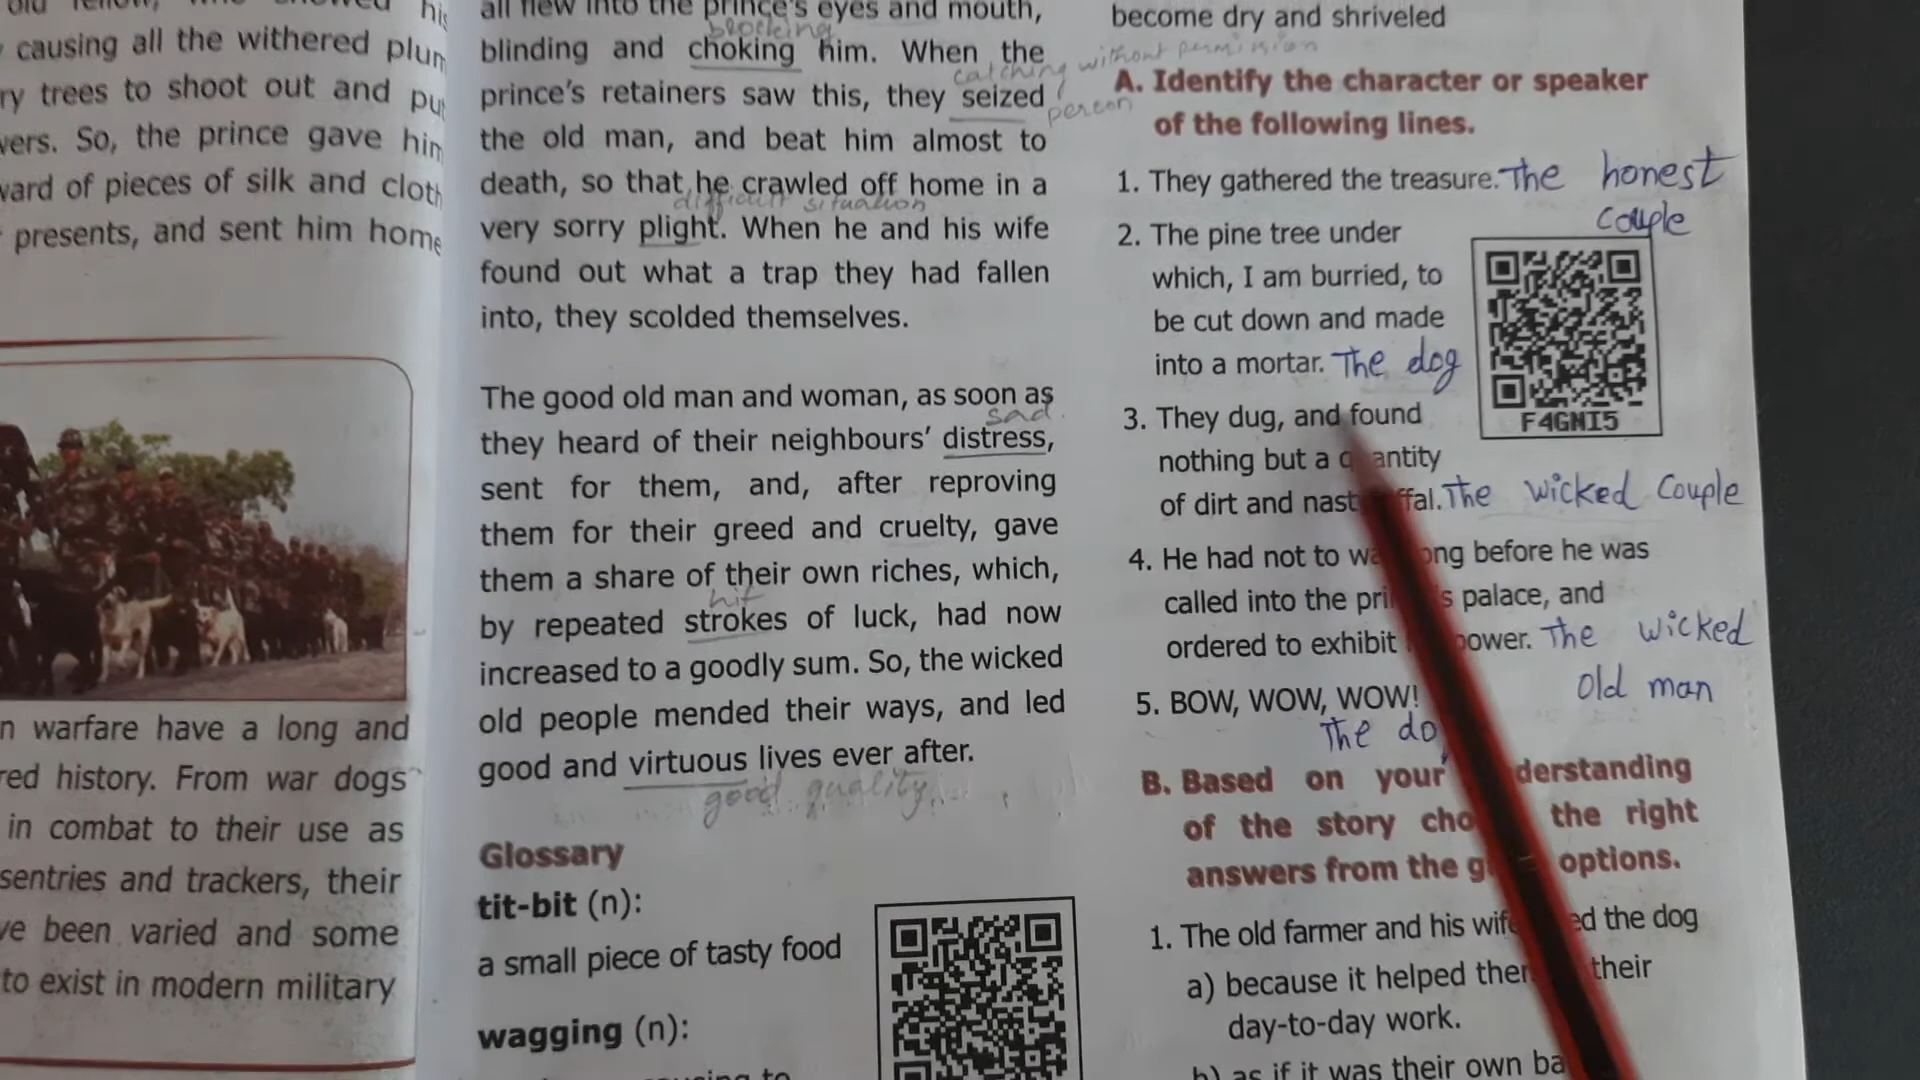 his
causing all the withered plum
trees to shoot out and put
So, the prince gave him
of pieces of silk and cloth
presents, and sent him home
warfare have a long and
history. From war dogs
in combat to their use as
sentries and trackers, their
been varied and some
to exist in modern military
all flew into the prince's eyes and mouth,
blocking
blinding and choking him. When the
catching without permission
prince's retainers saw this, they seized
person
the old man, and beat him almost to
death, so that he crawled off home in a
difficult situation
very sorry plight. When he and his wife
found out what a trap they had fallen
into, they scolded themselves.
The good old man and woman, as soon as
sad
they heard of their neighbours' distress,
sent for them, and, after reproving
them for their greed and cruelty, gave
them a share of their own riches, which,
hit
by repeated strokes of luck, had now
increased to a goodly sum. So, the wicked
old people mended their ways, and led
good and virtuous lives ever after.
good quality
Glossary
tit-bit (n):
a small piece of tasty food
wagging (n):
to
become dry and shriveled
A. Identify the character or speaker
of the following lines.
1. They gathered the treasure. The honest
couple
2. The pine tree under
which, I am burried, to
be cut down and made
into a mortar. The dog
F4GNI5
3. They dug, and found
nothing but a quantity
of dirt and The wicked Couple
4. He had not to long before he was
called into the palace, and
ordered to exhibit power. The wicked
old man
5. BOW, WOW, WOW!
The
B. Based on your
of the story the right
answers from the options.
1. The old farmer and his the dog
a) because it helped their
day-to-day work.
b) as if it was their own